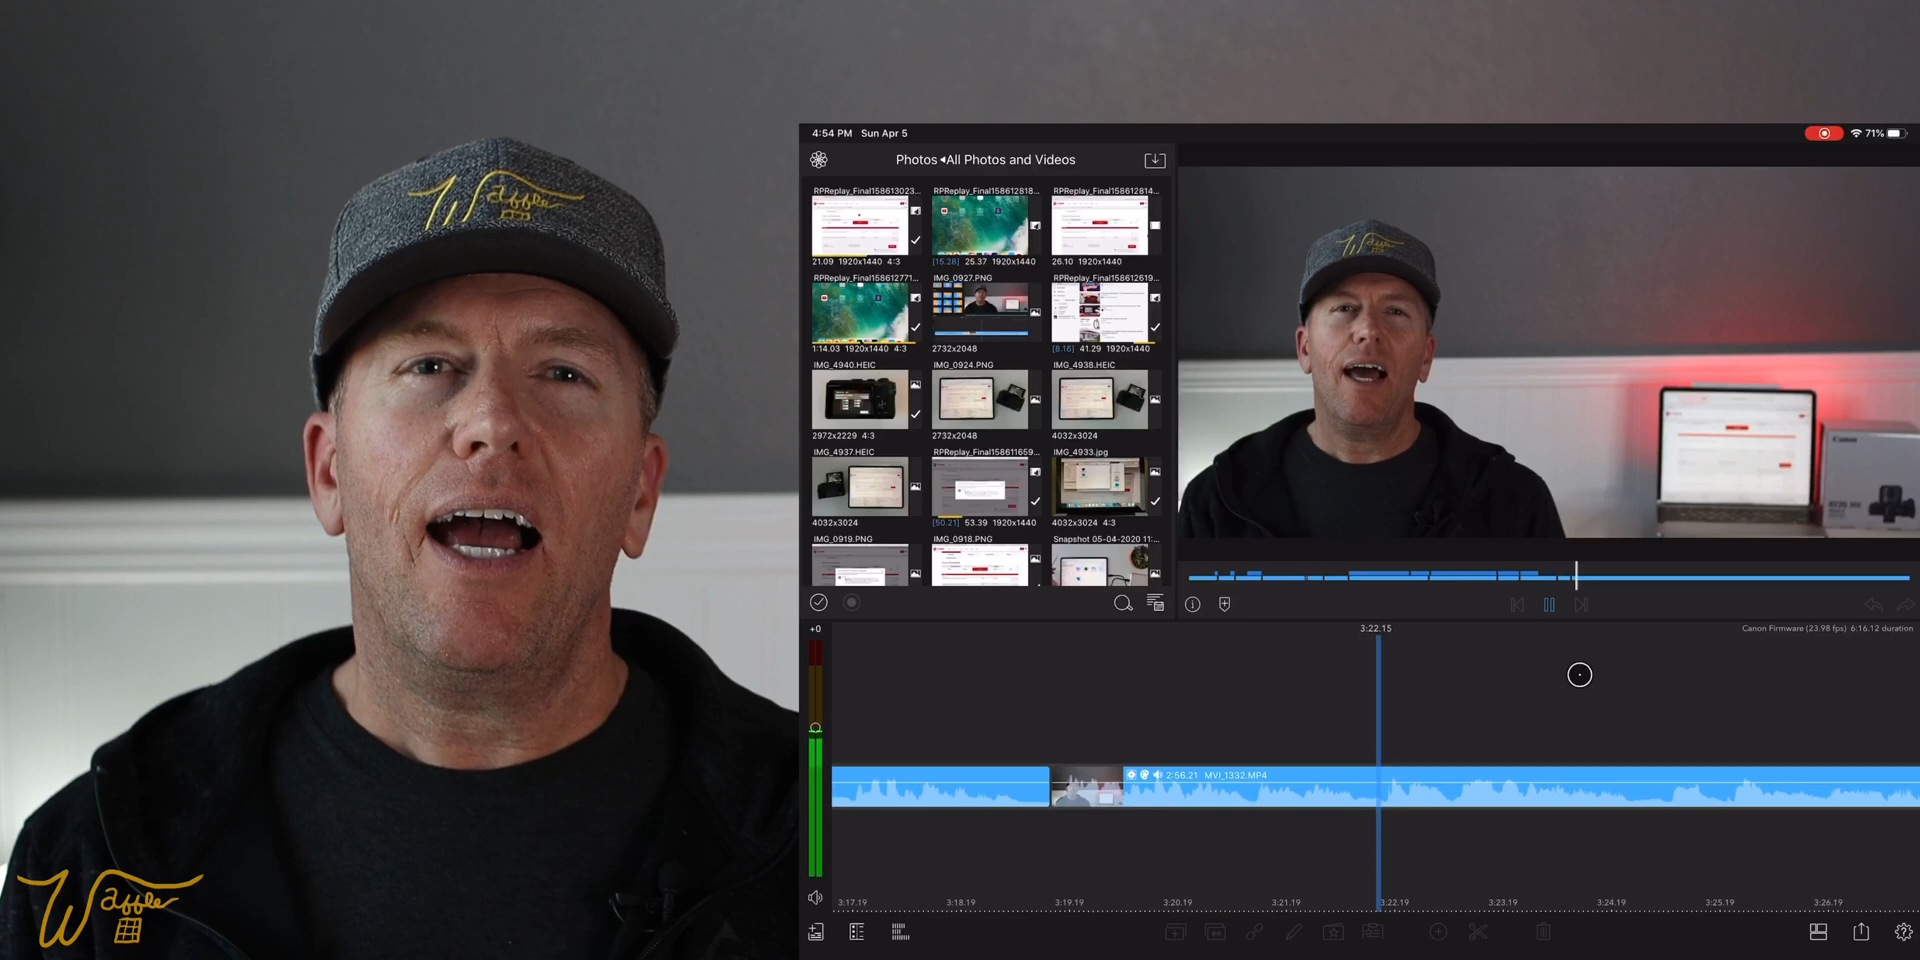 Waffle
Waffle
4:54 PM Sun Apr 5
71%
Photos All Photos and Videos
RPReplay_Final158613023... RPReplay_Final158612818... RPReplay_Final158612814...
21.09 1920x1440 4:3 [15.28] 25.37 1920x1440 26.10 1920x1440
RPReplay_Final158612771... IMG_0927.PNG RPReplay_Final158612619...
1:14.03 1920x1440 4:3 2732x2048 [8.16] 41.29 1920x1440
IMG_4940.HEIC IMG_0924.PNG IMG_4938.HEIC
2972x2229 4:3 2732x2048 4032x3024
IMG_4937.HEIC RPReplay_Final158611659... IMG_4933.jpg
4032x3024 [50.21] 53.39 1920x1440 4032x3024 4:3
IMG_0919.PNG IMG_0918.PNG Snapshot 05-04-2020 11:...
Waffle
Canon
+0
3:22.15
Canon Firmware (23.98 fps) 6:16.12 duration
2:56.21 MVI_1332.MP4
3:17.19 3:18.19 3:19.19 3:20.19 3:21.19 3:22.19 3:23.19 3:24.19 3:25.19 3:26.19